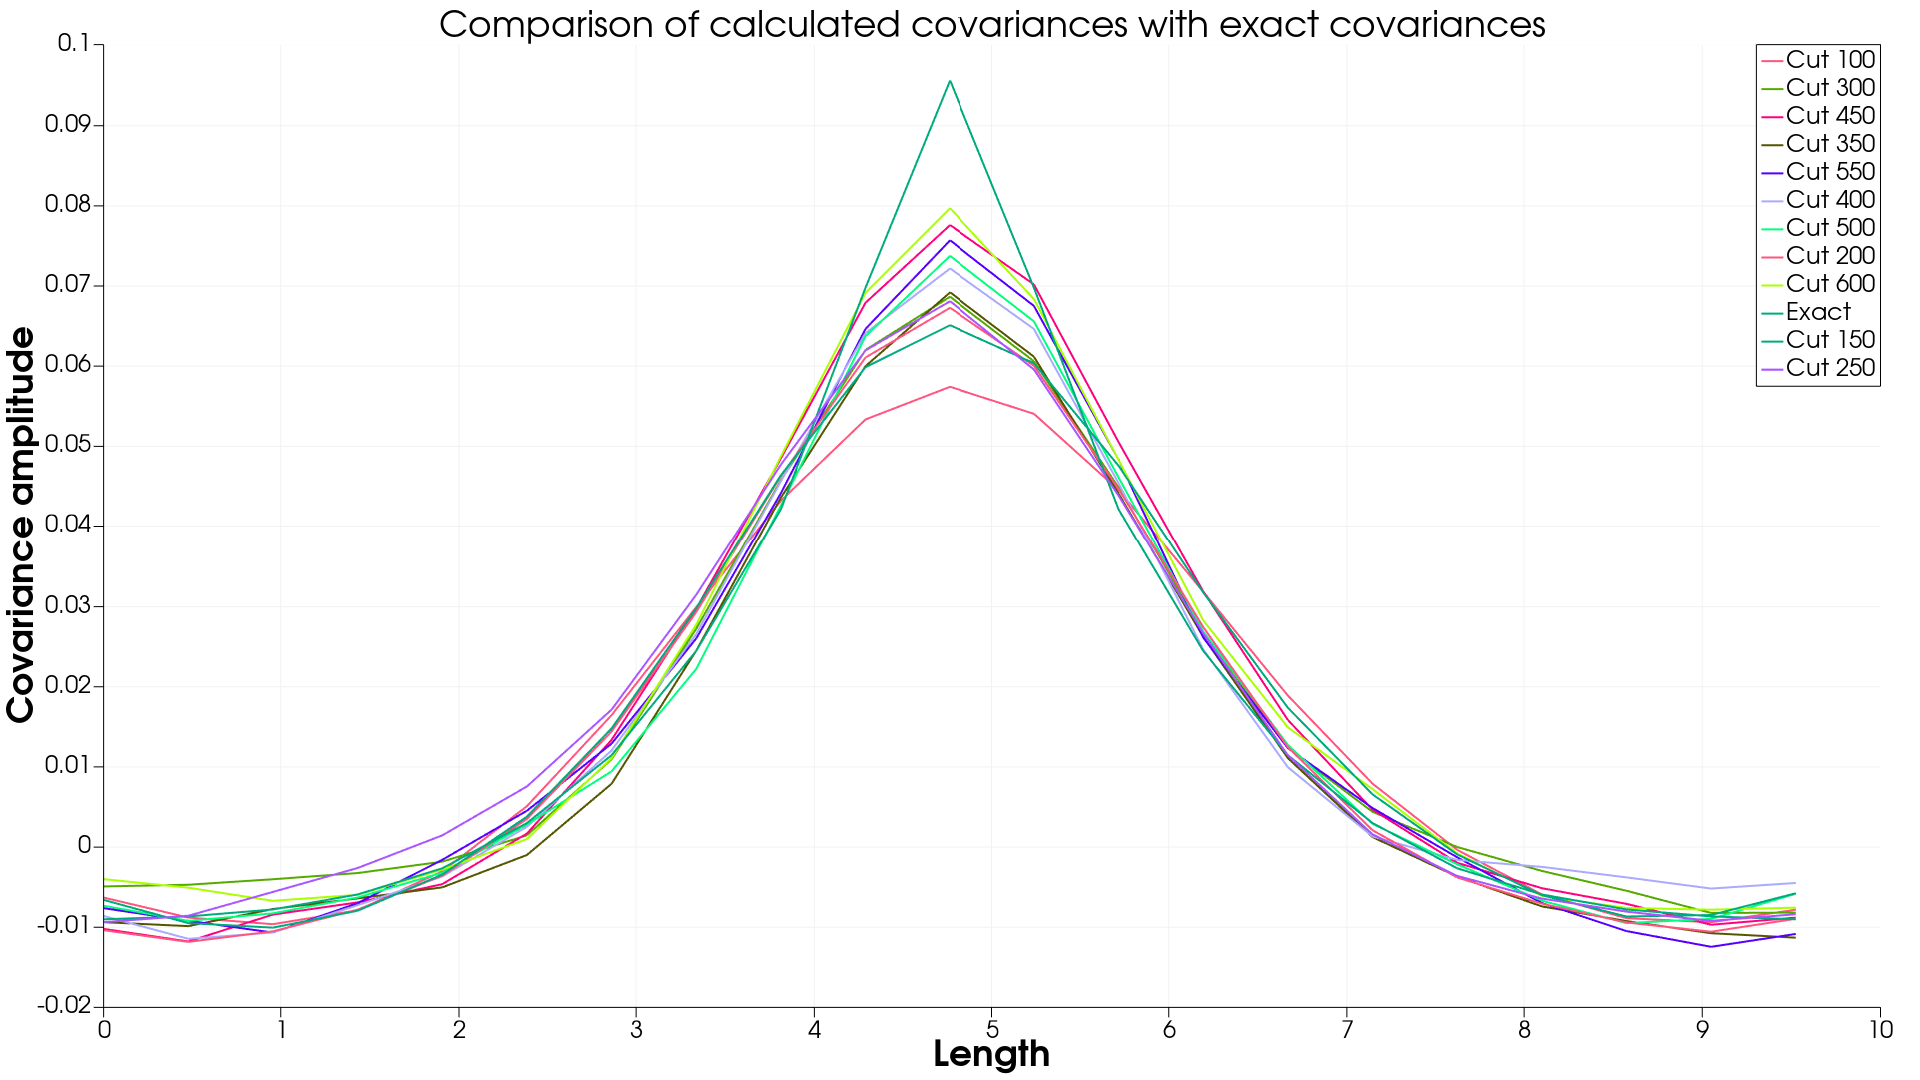 Comparison of calculated covariances with exact covariances
0.1
0.09
0.08
0.07
0.06
0.05
0.04
0.03
0.02
0.01
0
-0.01
-0.02
Covariance amplitude
0 1 2 3 4 5 6 7 8 9 10
Length
Cut 100
Cut 300
Cut 450
Cut 350
Cut 550
Cut 400
Cut 500
Cut 200
Cut 600
Exact
Cut 150
Cut 250